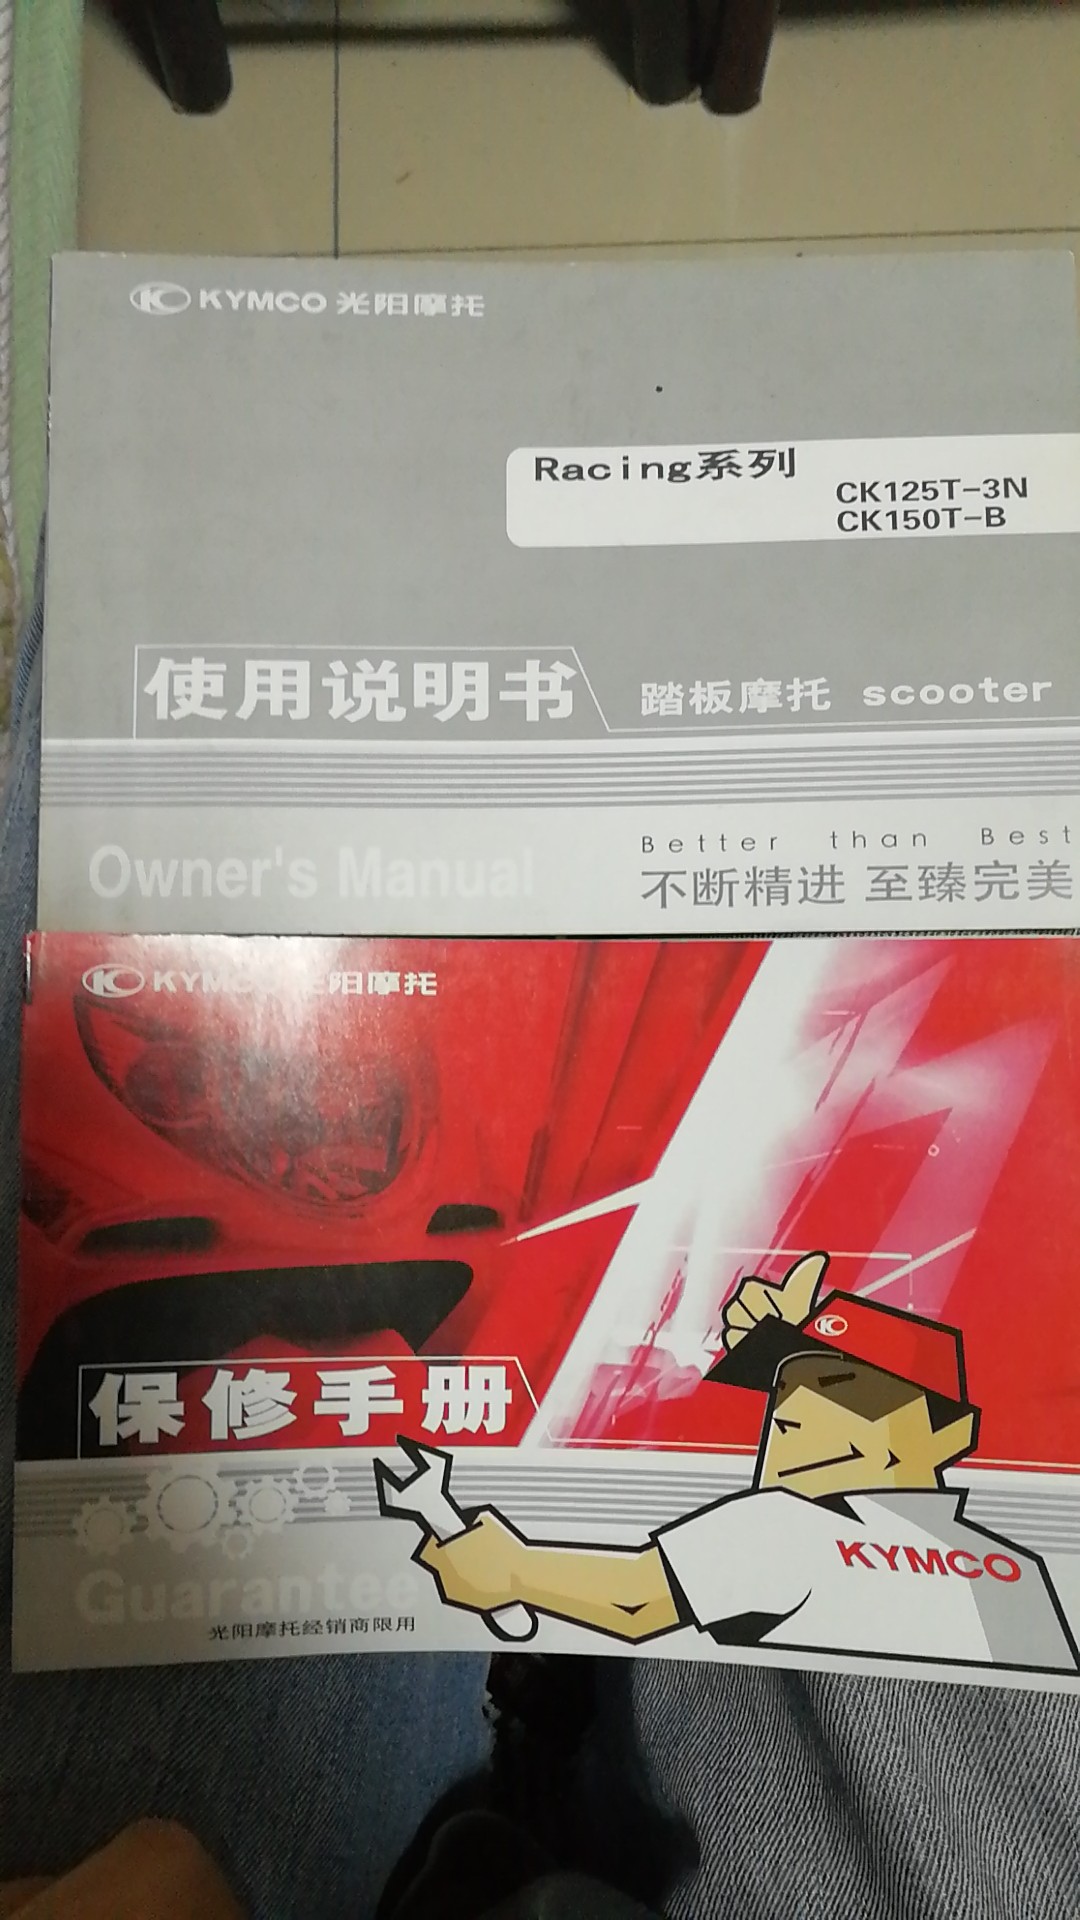 KYMCO 光阳摩托
Racing系列
CK125T-3N
CK150T-B
使用说明书 踏板摩托 scooter
Owner's Manual
Better than Best
不断精进 至臻完美
KYMCO 光阳摩托
保修手册
KYMCO
Guarantee
光阳摩托经销商限用